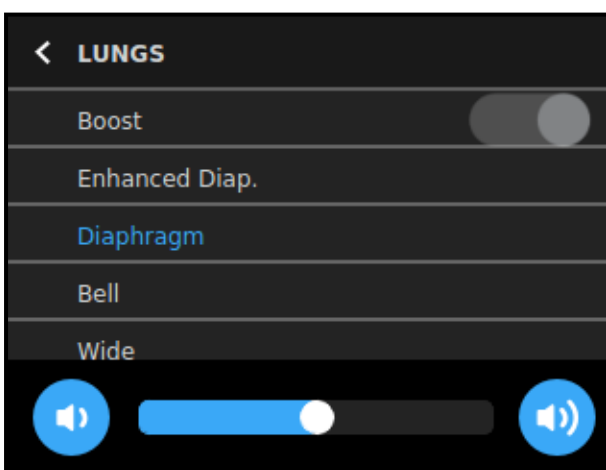 LUNGS
Boost
Enhanced Diap.
Diaphragm
Bell
Wide